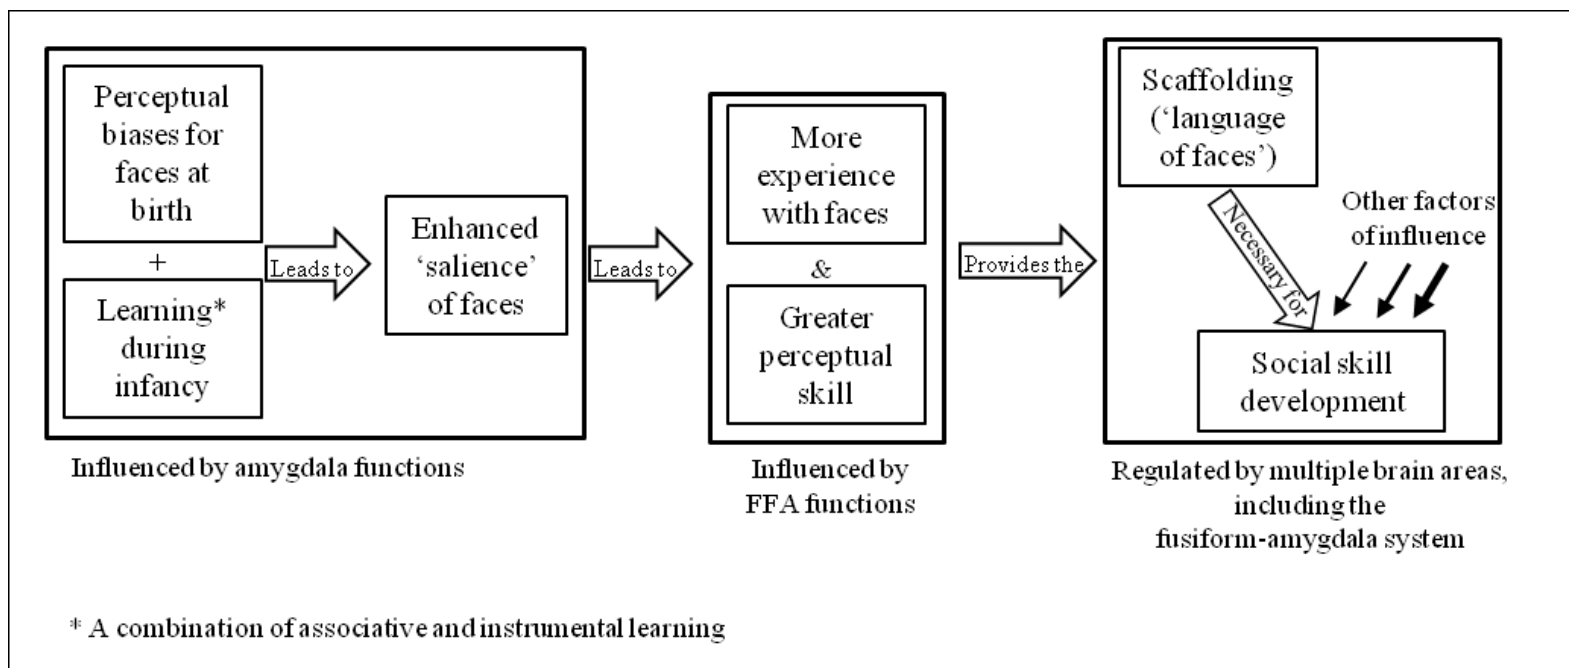 Perceptual
biases for
faces at
birth
+
Learning*
during
infancy
Leads to
Enhanced
‘salience’
of faces
Influenced by amygdala functions
Leads to
More
experience
with faces
&
Greater
perceptual
skill
Influenced by
FFA functions
Provides the
Scaffolding
(‘language
of faces’)
Necessary for
Other factors
of influence
Social skill
development
Regulated by multiple brain areas,
including the
fusiform-amygdala system
* A combination of associative and instrumental learning